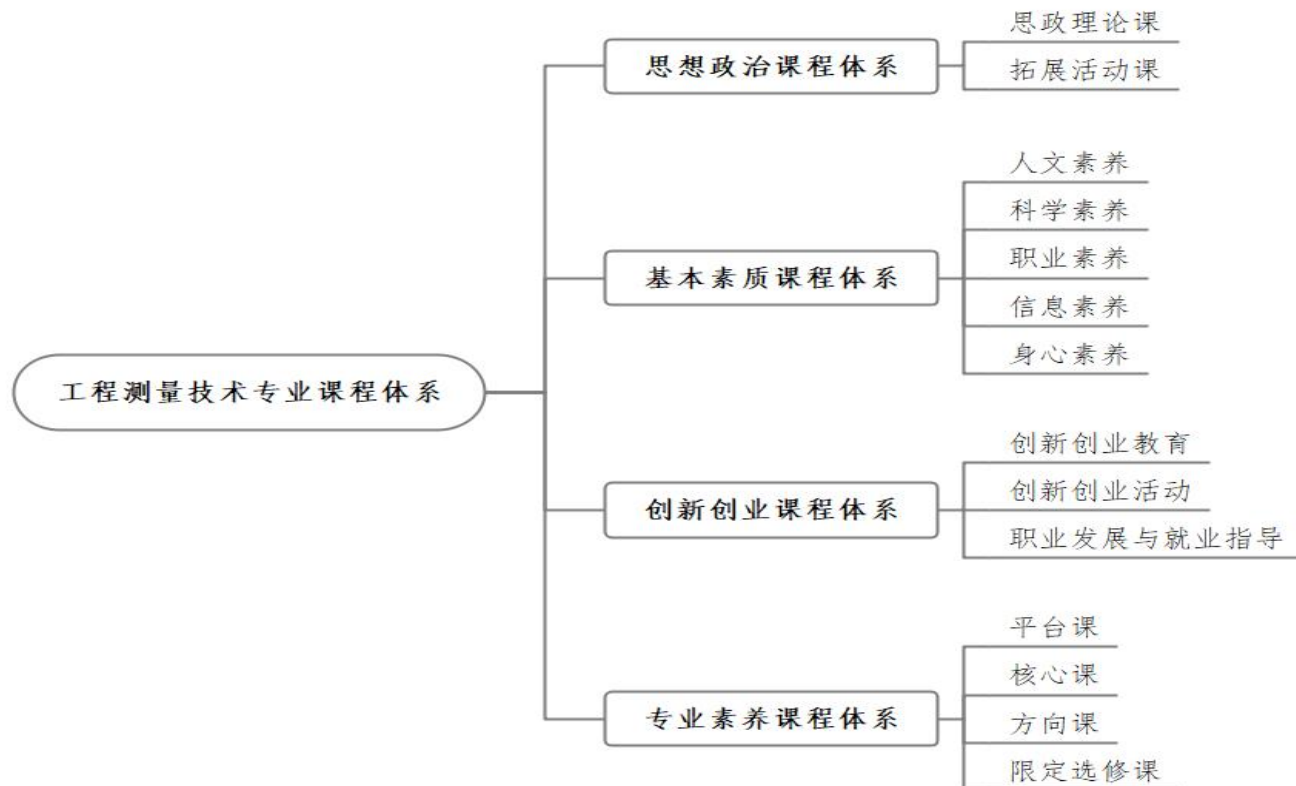 思政理论课
思想政治课程体系
拓展活动课
人文素养
科学素养
基本素质课程体系
职业素养
信息素养
身心素养
工程测量技术专业课程体系
创新创业教育
创新创业课程体系
创新创业活动
职业发展与就业指导
平台课
核心课
专业素养课程体系
方向课
限定选修课